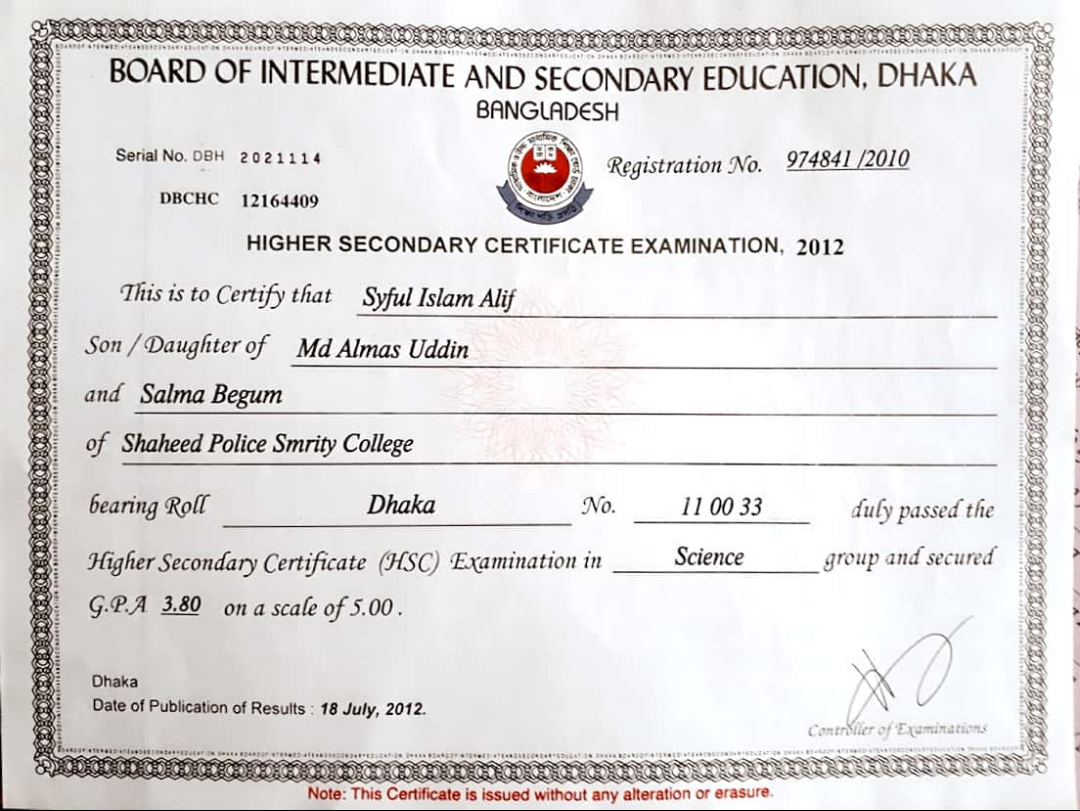 BOARD OF INTERMEDIATE AND SECONDARY EDUCATION, DHAKA
BANGLADESH
Serial No. DBH 2021114
Registration No. 974841/2010
DBCHC 12164409
HIGHER SECONDARY CERTIFICATE EXAMINATION, 2012
This is to Certify that Syful Islam Alif
Son / Daughter of Md Almas Uddin
and Salma Begum
of Shaheed Police Smrity College
bearing Roll Dhaka No. 11 00 33 duly passed the
Higher Secondary Certificate (HSC) Examination in Science group and secured
G.P.A 3.80 on a scale of 5.00 .
Dhaka
Date of Publication of Results : 18 July, 2012.
Controller of Examinations
Note: This Certificate is issued without any alteration or erasure.